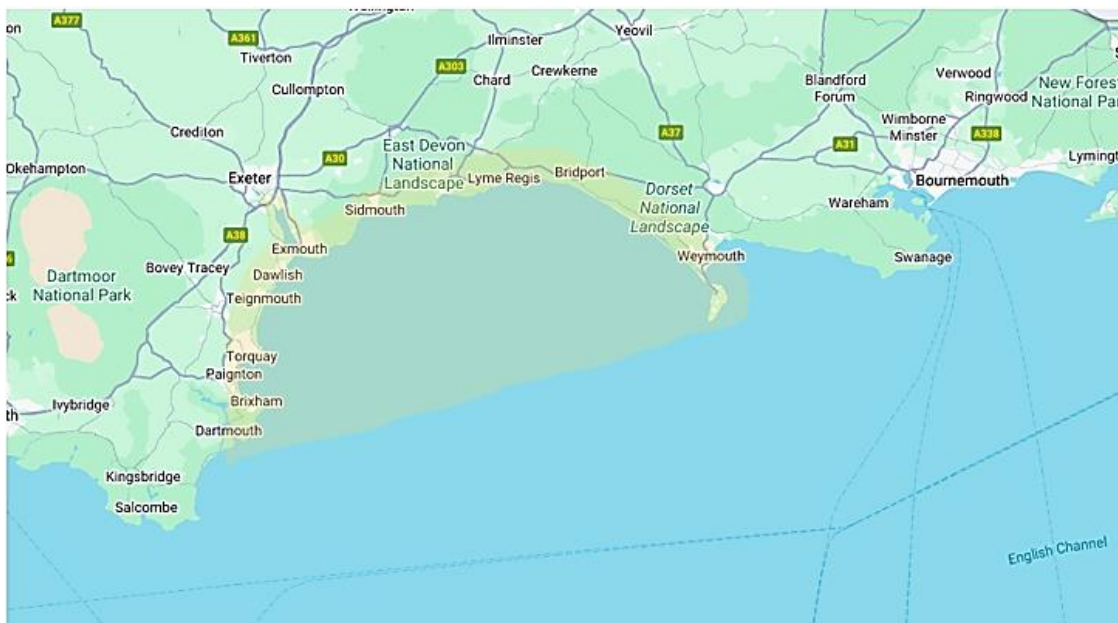 A377
A361
Tiverton
Ilminster
Yeovil
A303
Chard
Crewkerne
Cullompton
Blandford
Forum
Verwood
Ringwood
New Forest
National Pa
Wimborne
Minster
Crediton
A37
A31
A338
Okehampton
A30
East Devon
National
Landscape
Exeter
Lyme Regis
Bridport
Lymington
Bournemouth
Dorset
National
Landscape
Sidmouth
Wareham
A38
Exmouth
Weymouth
Swanage
Bovey Tracey
Dawlish
Dartmoor
National Park
Teignmouth
Torquay
Paignton
Brixham
Ivybridge
Dartmouth
Kingsbridge
Salcombe
English Channel